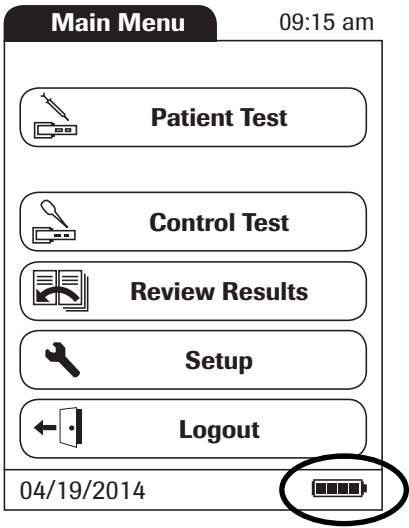 Main Menu 09:15 am
Patient Test
Control Test
Review Results
Setup
Logout
04/19/2014